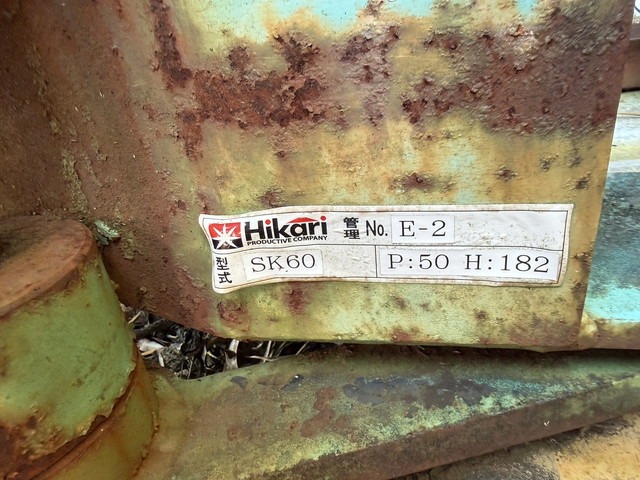 Hikari 管理 No. E-2
PRODUCTIVE COMPANY
型式 SK60 P:50 H:182